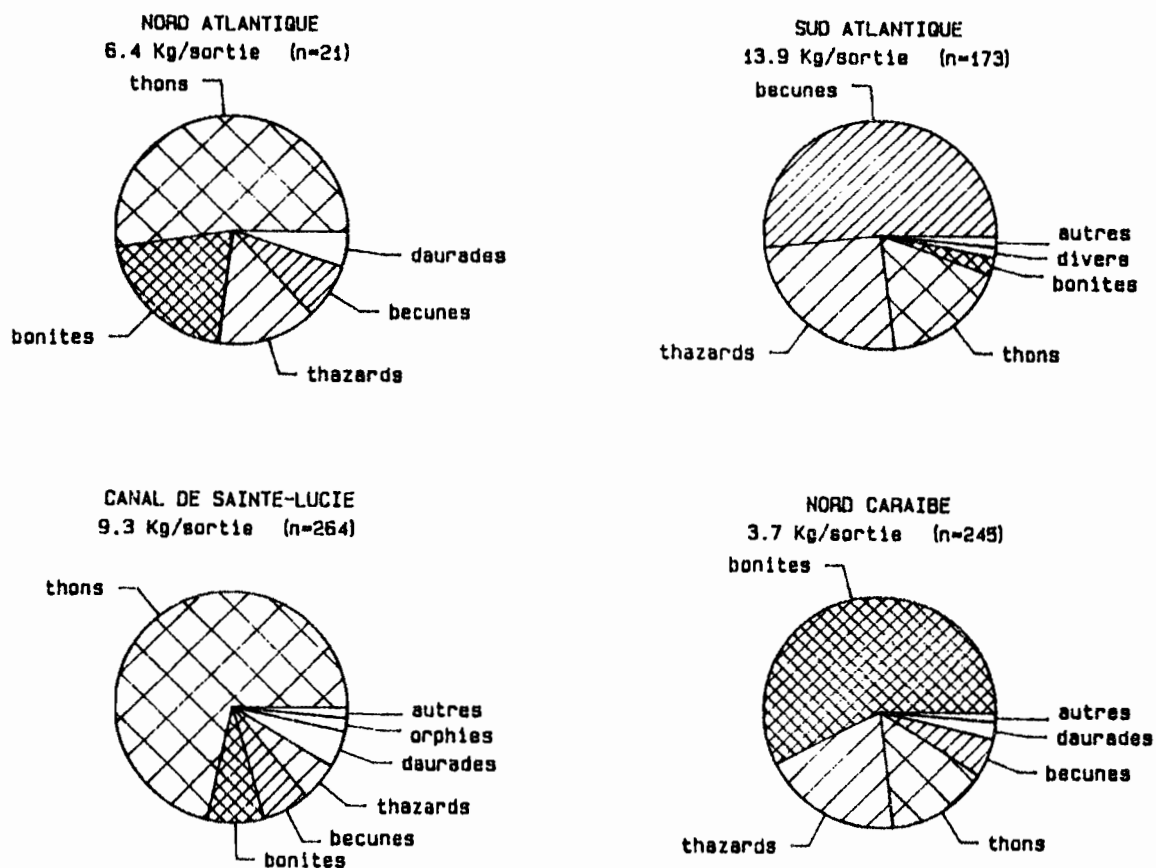 NORD ATLANTIQUE
6.4 Kg/sortie (n=21)
thons
daurades
becunes
bonites
thazards
SUD ATLANTIQUE
13.9 Kg/sortie (n=173)
becunes
autres
divers
bonites
thazards
thons
CANAL DE SAINTE-LUCIE
9.3 Kg/sortie (n=264)
thons
autres
orphies
daurades
thazards
becunes
bonites
NORD CARAIBE
3.7 Kg/sortie (n=245)
bonites
autres
daurades
becunes
thazards
thons